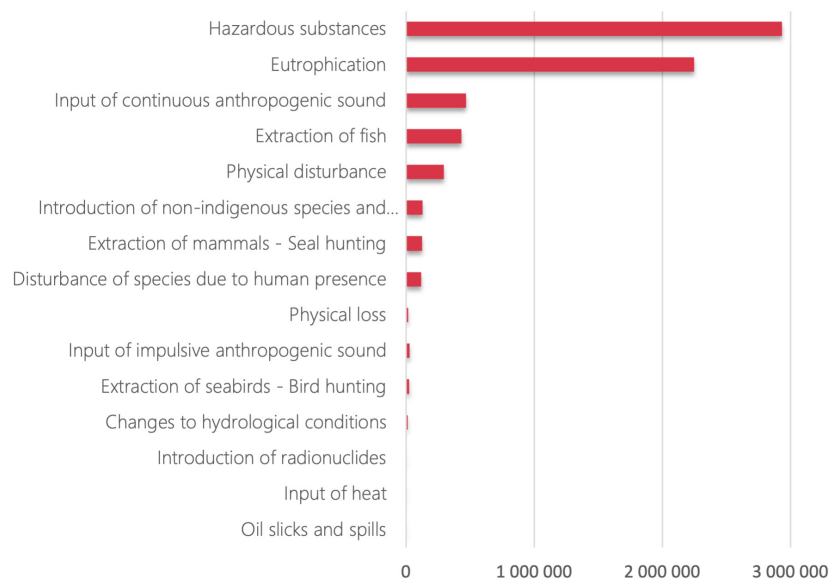 Hazardous substances
Eutrophication
Input of continuous anthropogenic sound
Extraction of fish
Physical disturbance
Introduction of non-indigenous species and...
Extraction of mammals - Seal hunting
Disturbance of species due to human presence
Physical loss
Input of impulsive anthropogenic sound
Extraction of seabirds - Bird hunting
Changes to hydrological conditions
Introduction of radionuclides
Input of heat
Oil slicks and spills
0 1 000 000 2 000 000 3 000 000